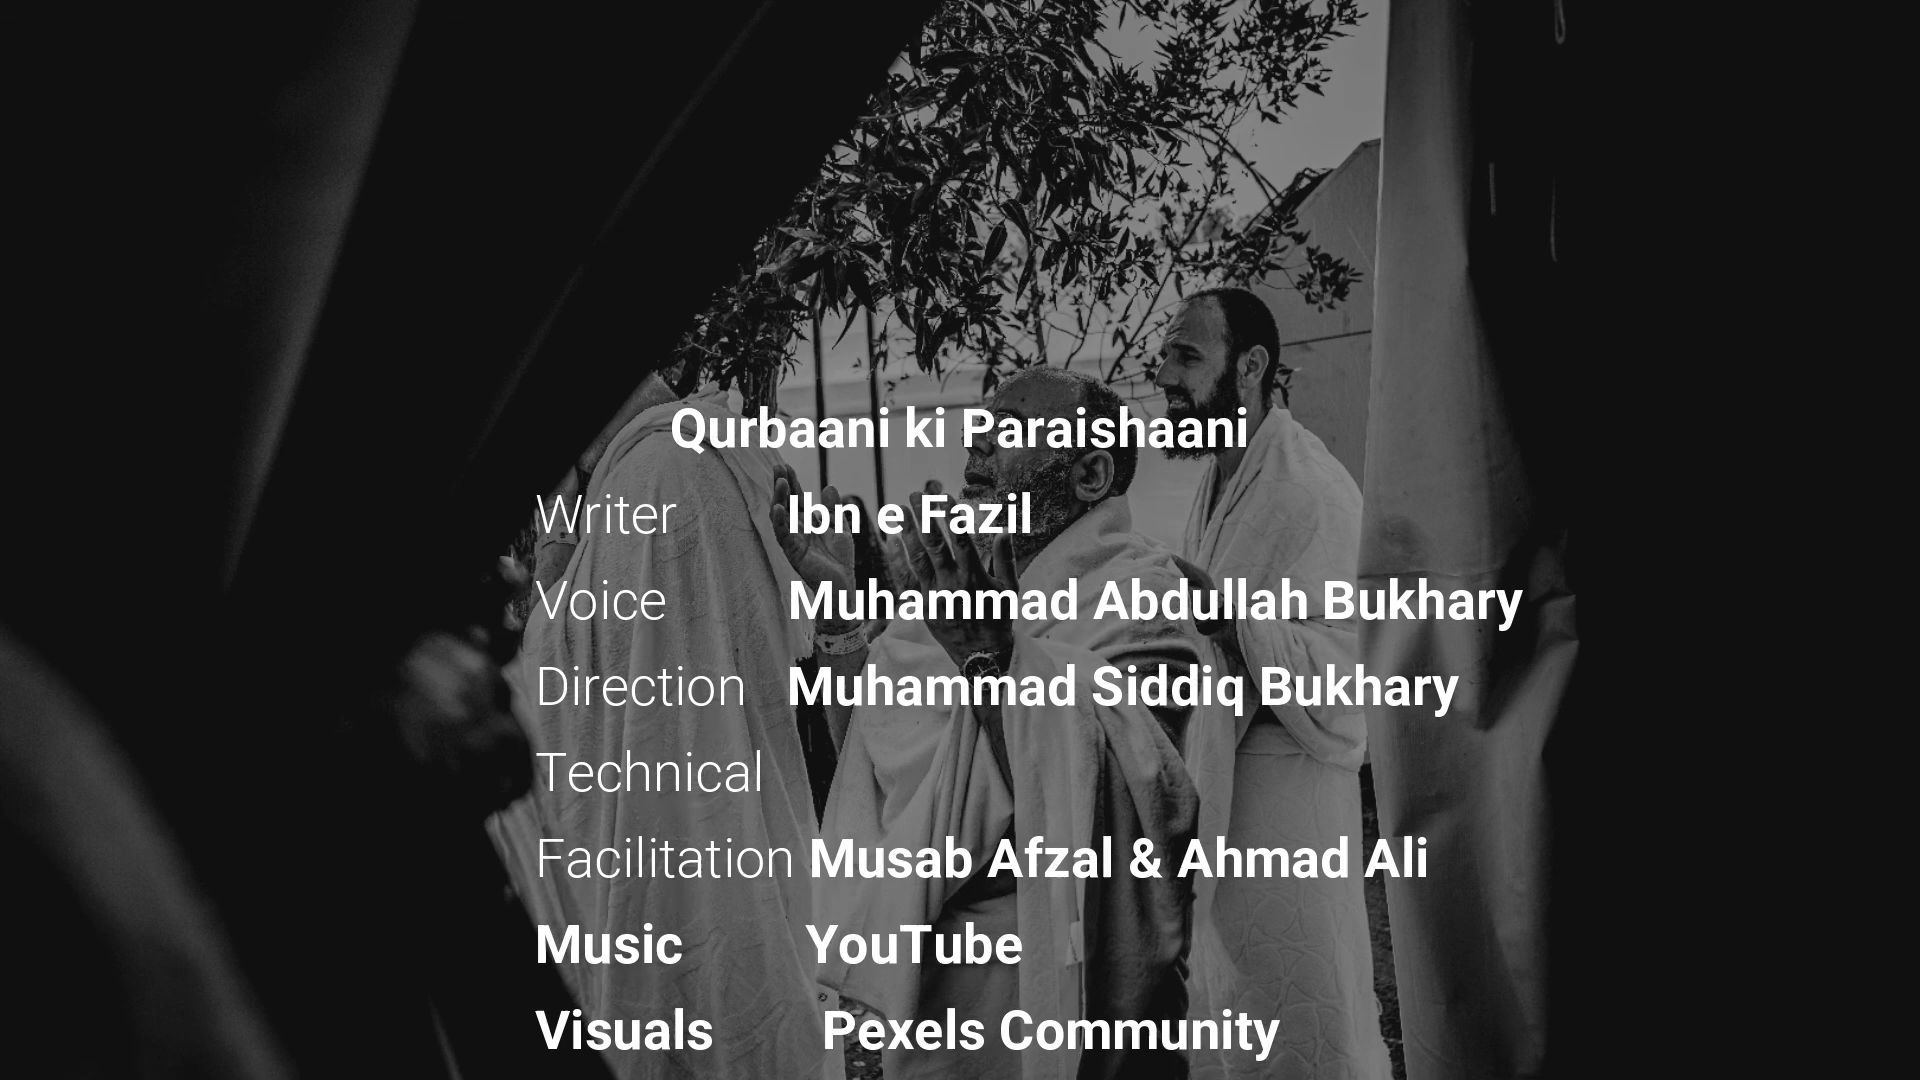 Qurbaani ki Paraishaani
Writer Ibn e Fazil
Voice Muhammad Abdullah Bukhary
Direction Muhammad Siddiq Bukhary
Technical
Facilitation Musab Afzal & Ahmad Ali
Music YouTube
Visuals Pexels Community